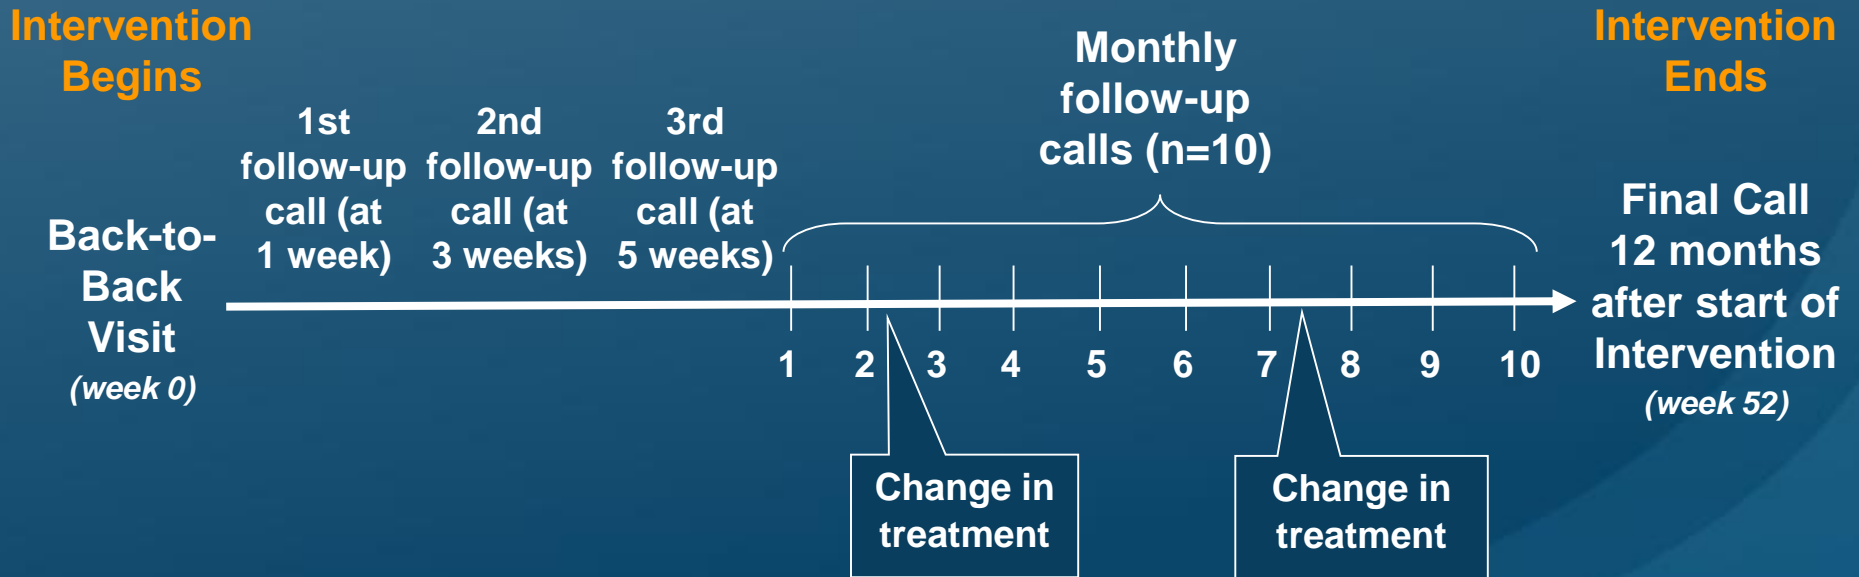 Intervention
Begins
Back-to-
Back
Visit
(week 0)
1st
follow-up
call (at
1 week)
2nd
follow-up
call (at
3 weeks)
3rd
follow-up
call (at
5 weeks)
Monthly
follow-up
calls (n=10)
1 2 3 4 5 6 7 8 9 10
Change in
treatment
Change in
treatment
Intervention
Ends
Final Call
12 months
after start of
Intervention
(week 52)